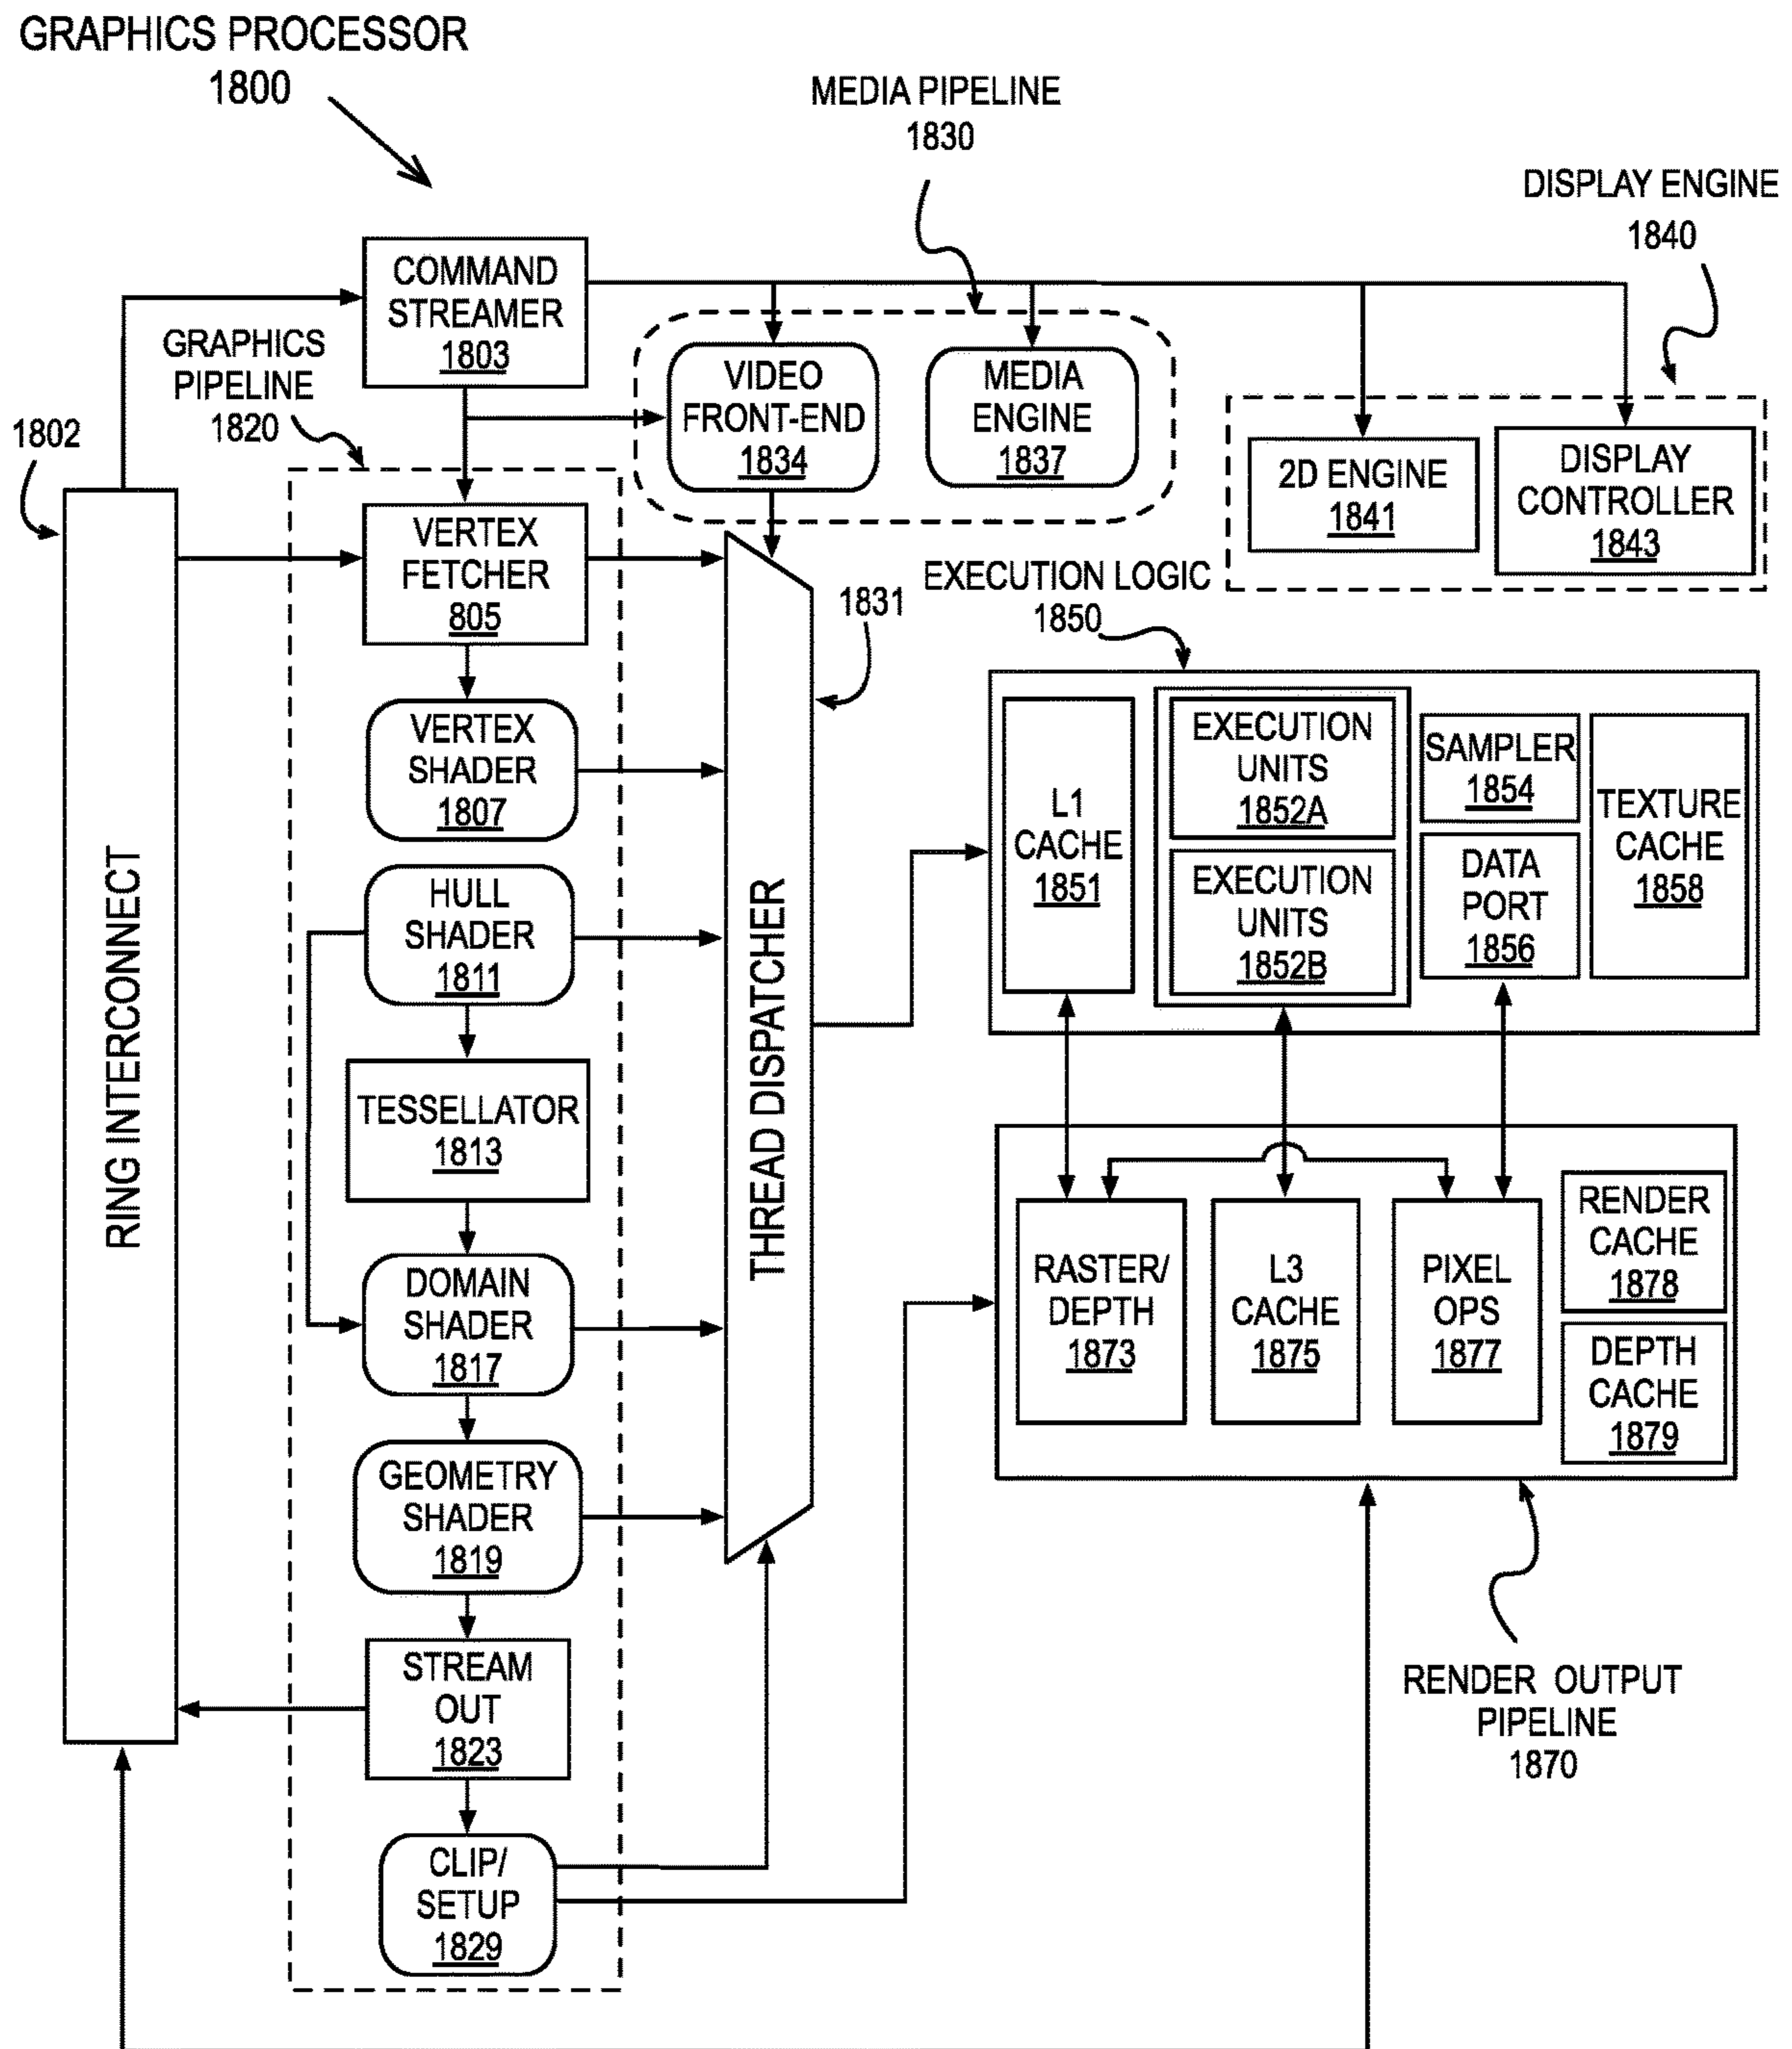 GRAPHICS PROCESSOR
1800
MEDIA PIPELINE
1830
DISPLAY ENGINE
1840
COMMAND
STREAMER
1803
GRAPHICS
PIPELINE
1820
1802
VIDEO
FRONT-END
1834
MEDIA
ENGINE
1837
2D ENGINE
1841
DISPLAY
CONTROLLER
1843
RING INTERCONNECT
VERTEX
FETCHER
805
VERTEX
SHADER
1807
HULL
SHADER
1811
TESSELLATOR
1813
DOMAIN
SHADER
1817
GEOMETRY
SHADER
1819
STREAM
OUT
1823
CLIP/
SETUP
1829
THREAD DISPATCHER
1831
EXECUTION LOGIC
1850
L1
CACHE
1851
EXECUTION
UNITS
1852A
EXECUTION
UNITS
1852B
SAMPLER
1854
DATA
PORT
1856
TEXTURE
CACHE
1858
RASTER/
DEPTH
1873
L3
CACHE
1875
PIXEL
OPS
1877
RENDER
CACHE
1878
DEPTH
CACHE
1879
RENDER OUTPUT
PIPELINE
1870